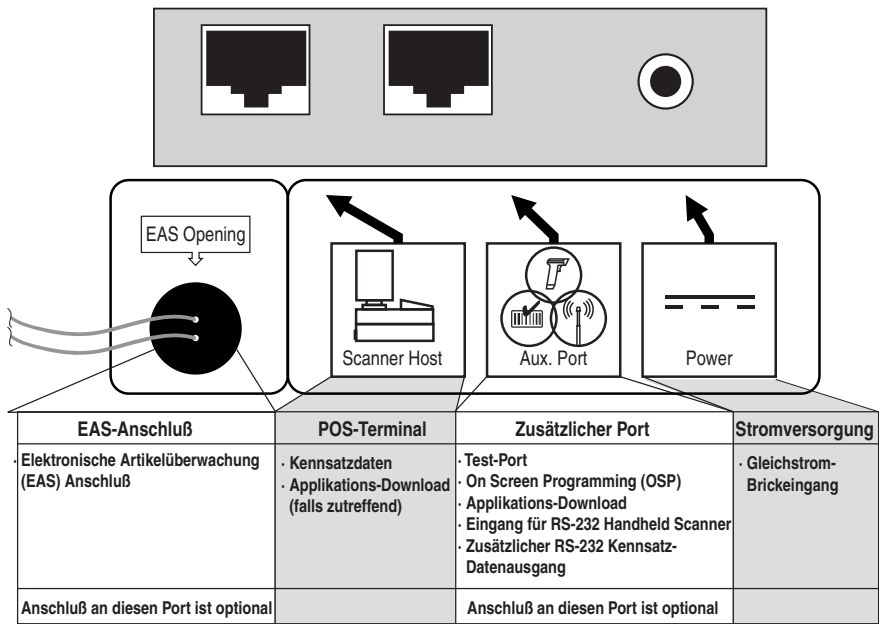 EAS Opening
Scanner Host
Aux. Port
Power
EAS-Anschluß
· Elektronische Artikelüberwachung
(EAS) Anschluß
Anschluß an diesen Port ist optional
POS-Terminal
· Kennsatzdaten
· Applikations-Download
(falls zutreffend)
Zusätzlicher Port
· Test-Port
· On Screen Programming (OSP)
· Applikations-Download
· Eingang für RS-232 Handheld Scanner
· Zusätzlicher RS-232 Kennsatz-
Datenausgang
Anschluß an diesen Port ist optional
Stromversorgung
· Gleichstrom-
Brickeingang